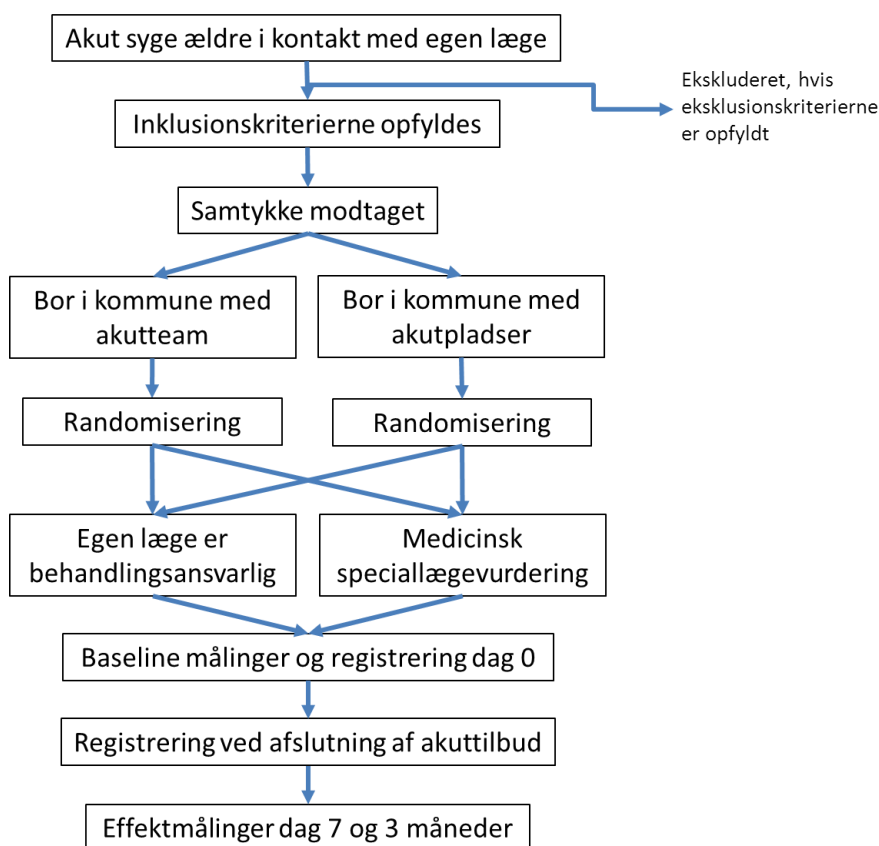 Akut syge ældre i kontakt med egen læge
Ekskluderet, hvis
eksklusionskriterierne
er opfyldt
Inklusionskriterierne opfyldes
Samtykke modtaget
Bor i kommune med
akutteam
Bor i kommune med
akutpladser
Randomisering
Randomisering
Egen læge er
behandlingsansvarlig
Medicinsk
speciallægevurdering
Baseline målinger og registrering dag 0
Registrering ved afslutning af akuttilbud
Effektmålinger dag 7 og 3 måneder